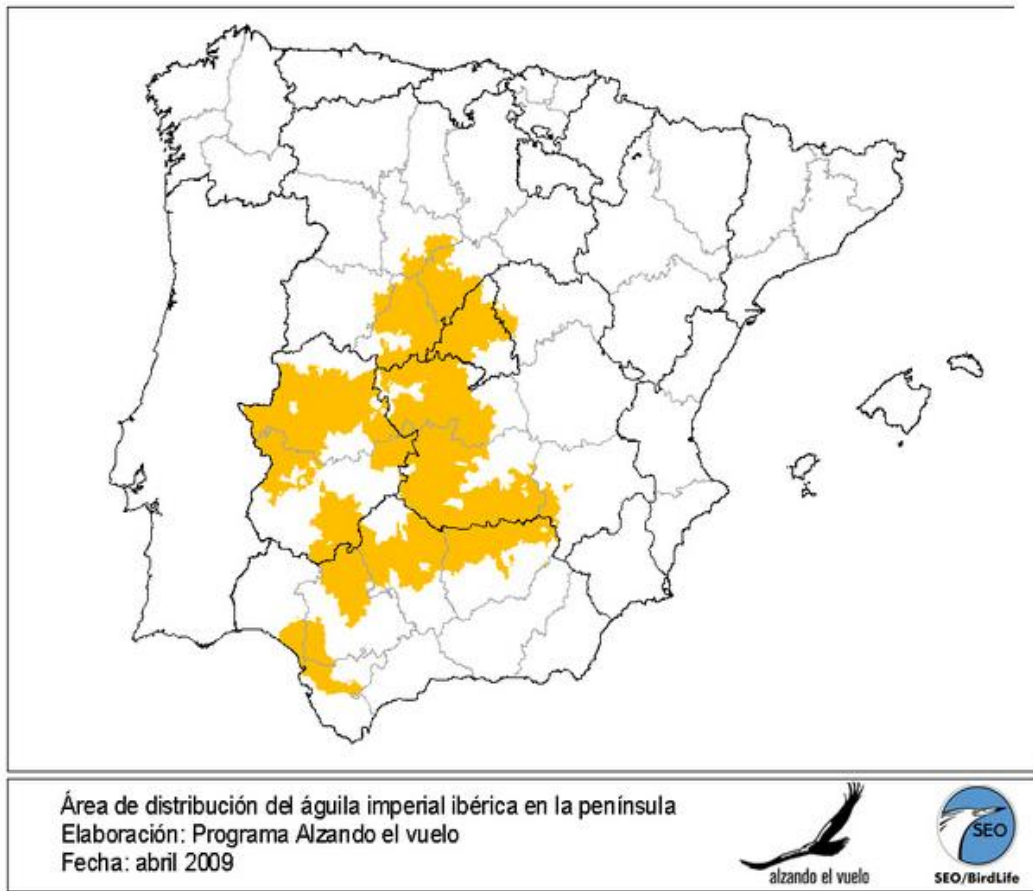 Área de distribución del águila imperial ibérica en la península
Elaboración: Programa Alzando el vuelo
Fecha: abril 2009
alzando el vuelo
SEO
SEO/BirdLife